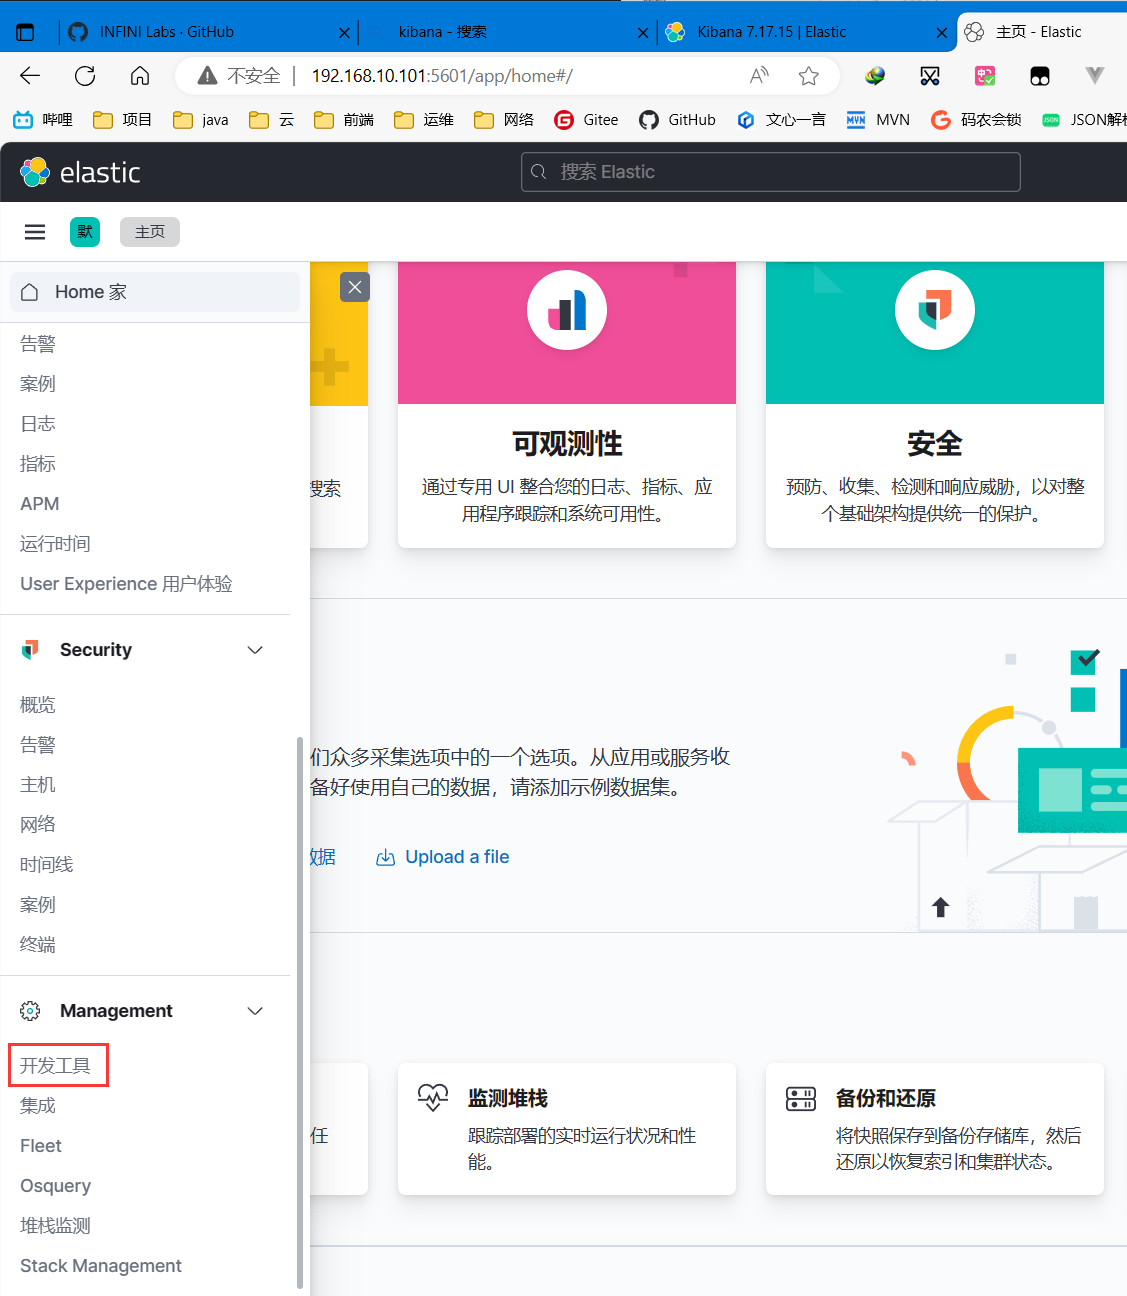 INFINI Labs · GitHub
kibana - 搜索
Kibana 7.17.15 | Elastic
主页 - Elastic
不安全
192.168.10.101:5601/app/home#/
哔哩
项目
java
云
前端
运维
网络
Gitee
GitHub
文心一言
MVN
码农会锁
JSON解析
elastic
搜索 Elastic
默
主页
Home 家
告警
案例
日志
指标
APM
运行时间
User Experience 用户体验
Security
概览
告警
主机
网络
时间线
案例
终端
Management
开发工具
集成
Fleet
Osquery
堆栈监测
Stack Management
搜索
可观测性
通过专用 UI 整合您的日志、指标、应
用程序跟踪和系统可用性。
安全
预防、收集、检测和响应威胁，以对整
个基础架构提供统一的保护。
们众多采集选项中的一个选项。从应用或服务收
备好使用自己的数据，请添加示例数据集。
数据
Upload a file
任
监测堆栈
跟踪部署的实时运行状况和性
能。
备份和还原
将快照保存到备份存储库，然后
还原以恢复索引和集群状态。